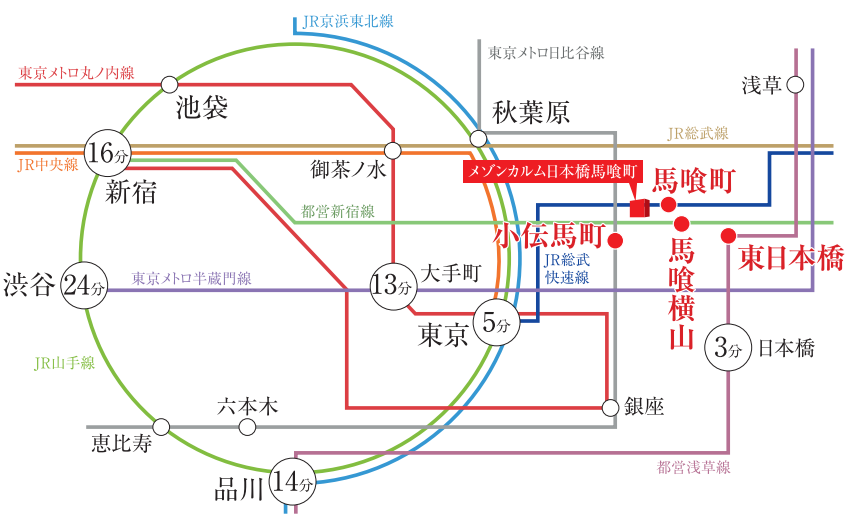 JR京浜東北線
東京メトロ日比谷線
東京メトロ丸ノ内線
池袋
浅草
秋葉原
JR総武線
16分
JR中央線
新宿
御茶ノ水
メゾンカルム日本橋馬喰町
馬喰町
都営新宿線
小伝馬町
馬喰横山
東日本橋
JR総武
快速線
渋谷
24分
東京メトロ半蔵門線
13分
大手町
東京
5分
3分
日本橋
JR山手線
六本木
銀座
恵比寿
都営浅草線
品川
14分